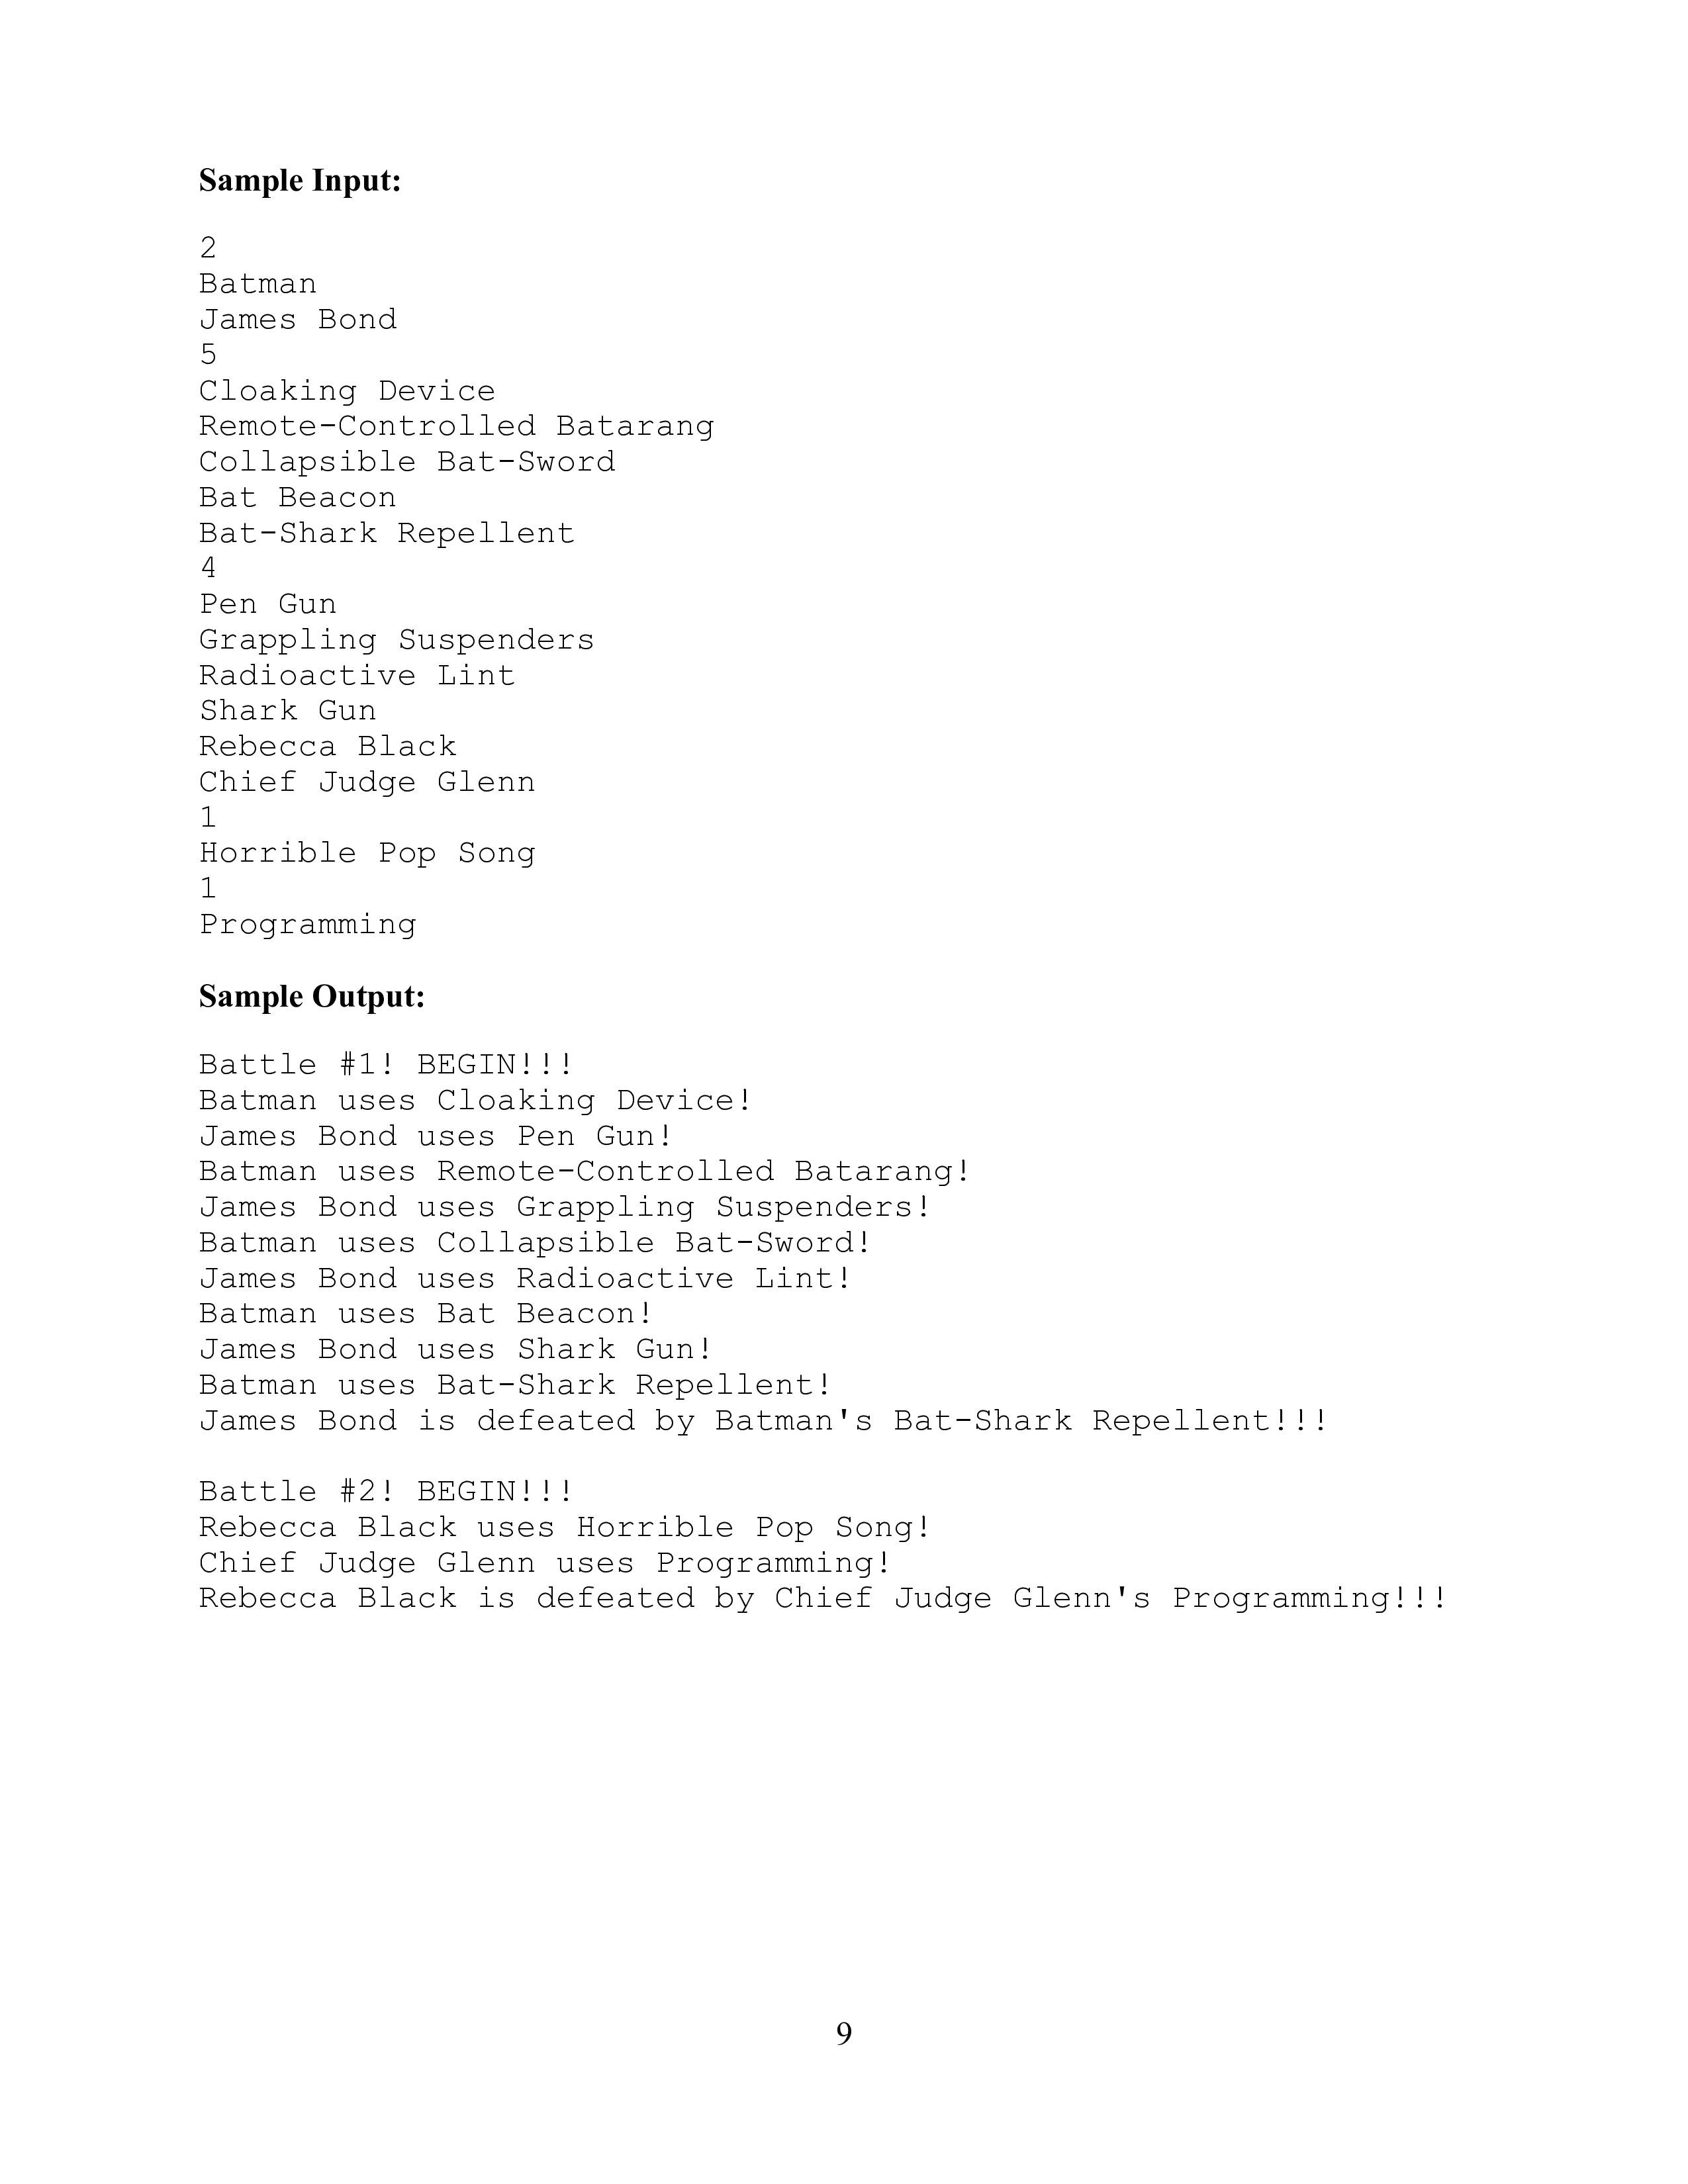 Sample Input:
2
Batman
James Bond
5
Cloaking Device
Remote-Controlled Batarang
Collapsible Bat-Sword
Bat Beacon
Bat-Shark Repellent
4
Pen Gun
Grappling Suspenders
Radioactive Lint
Shark Gun
Rebecca Black
Chief Judge Glenn
1
Horrible Pop Song
1
Programming
Sample Output:
Battle #1! BEGIN!!!
Batman uses Cloaking Device!
James Bond uses Pen Gun!
Batman uses Remote-Controlled Batarang!
James Bond uses Grappling Suspenders!
Batman uses Collapsible Bat-Sword!
James Bond uses Radioactive Lint!
Batman uses Bat Beacon!
James Bond uses Shark Gun!
Batman uses Bat-Shark Repellent!
James Bond is defeated by Batman's Bat-Shark Repellent!!!
Battle #2! BEGIN!!!
Rebecca Black uses Horrible Pop Song!
Chief Judge Glenn uses Programming!
Rebecca Black is defeated by Chief Judge Glenn's Programming!!!
9